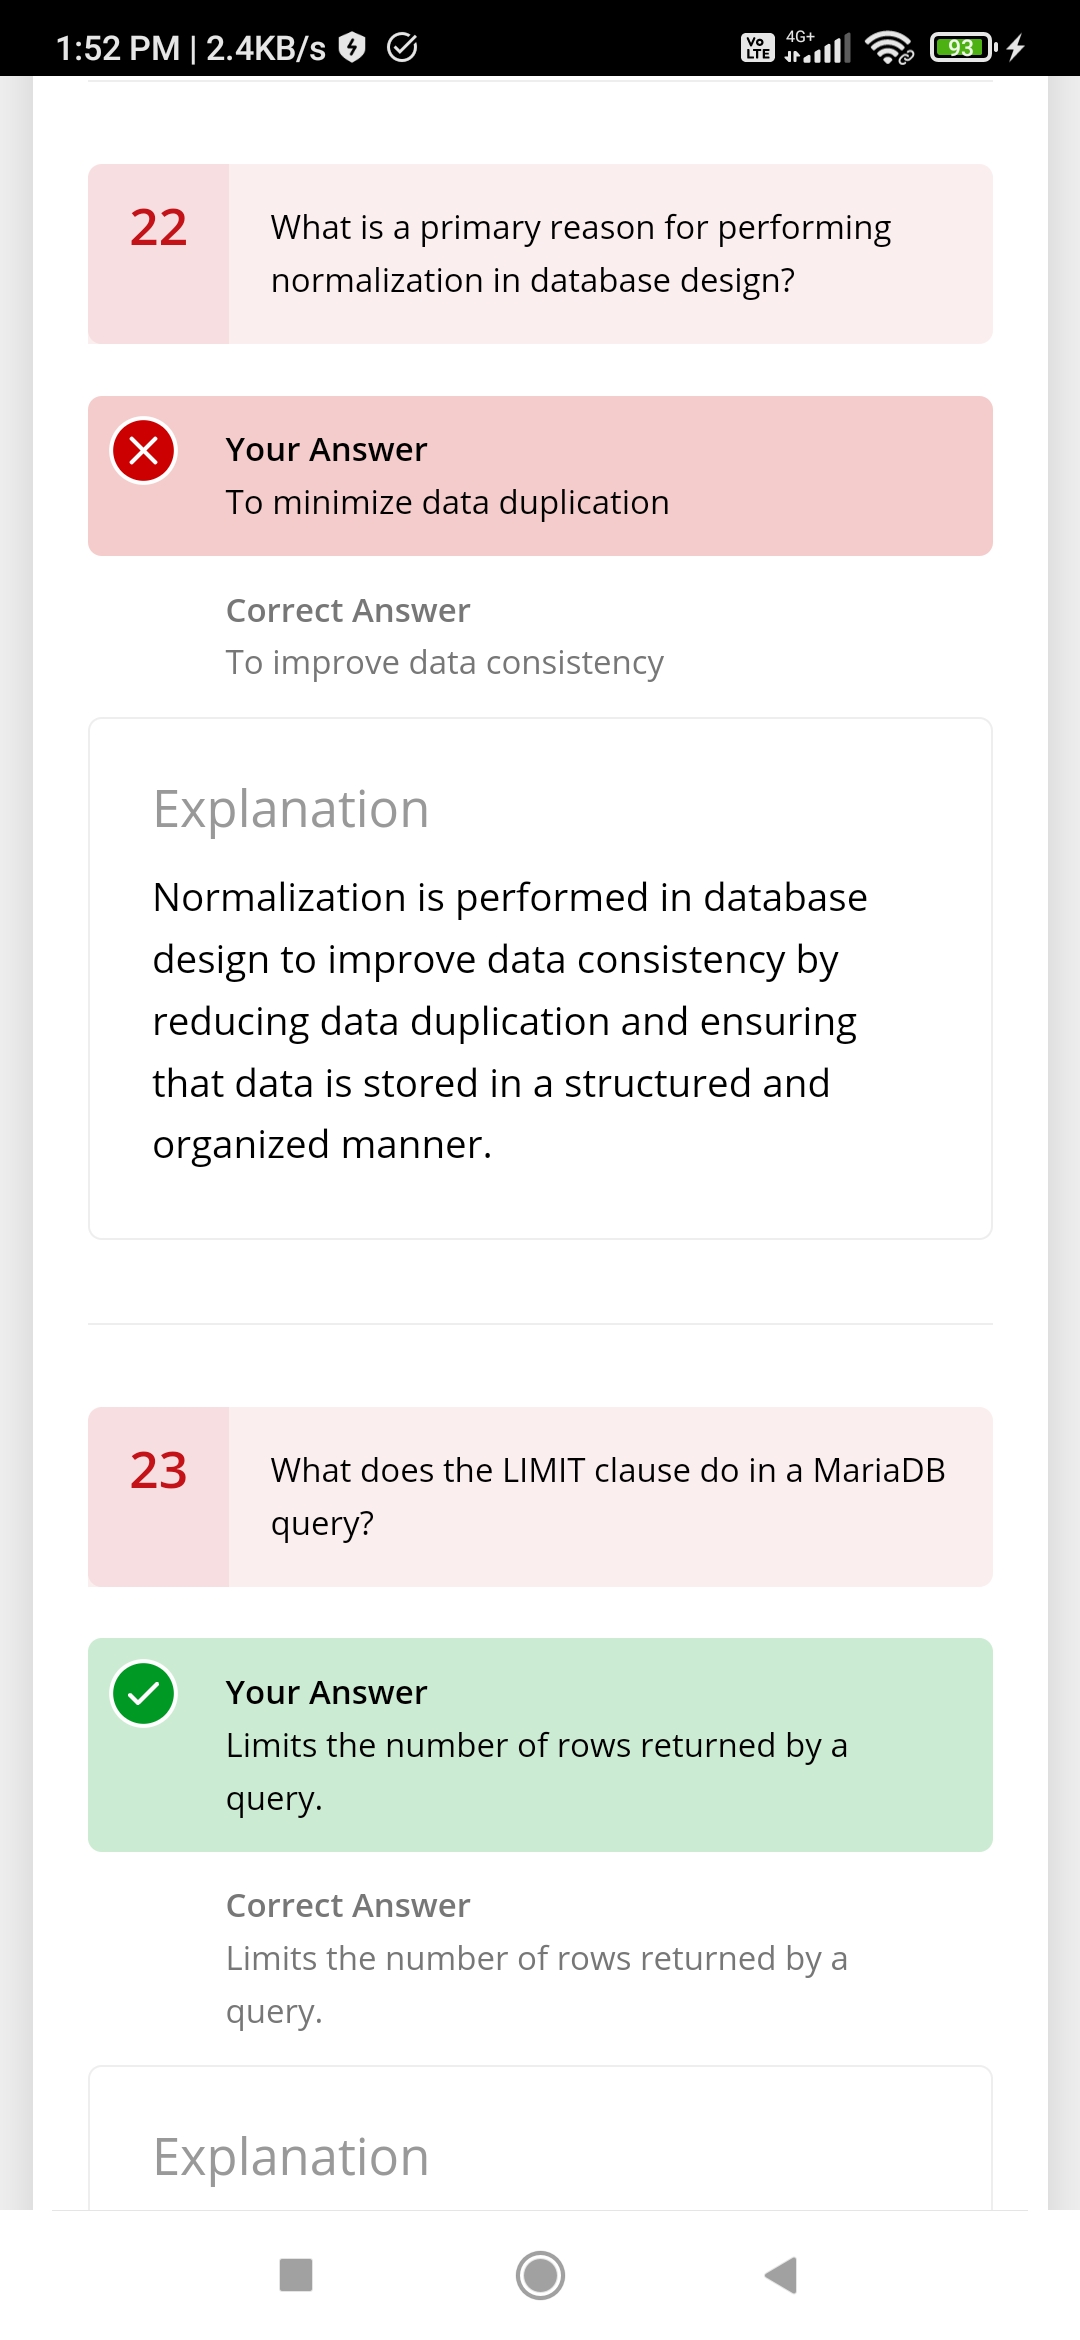 1:52 PM | 2.4KB/s Vo LTE 4G+ 93
22
What is a primary reason for performing
normalization in database design?
Your Answer
To minimize data duplication
Correct Answer
To improve data consistency
Explanation
Normalization is performed in database
design to improve data consistency by
reducing data duplication and ensuring
that data is stored in a structured and
organized manner.
23
What does the LIMIT clause do in a MariaDB
query?
Your Answer
Limits the number of rows returned by a
query.
Correct Answer
Limits the number of rows returned by a
query.
Explanation